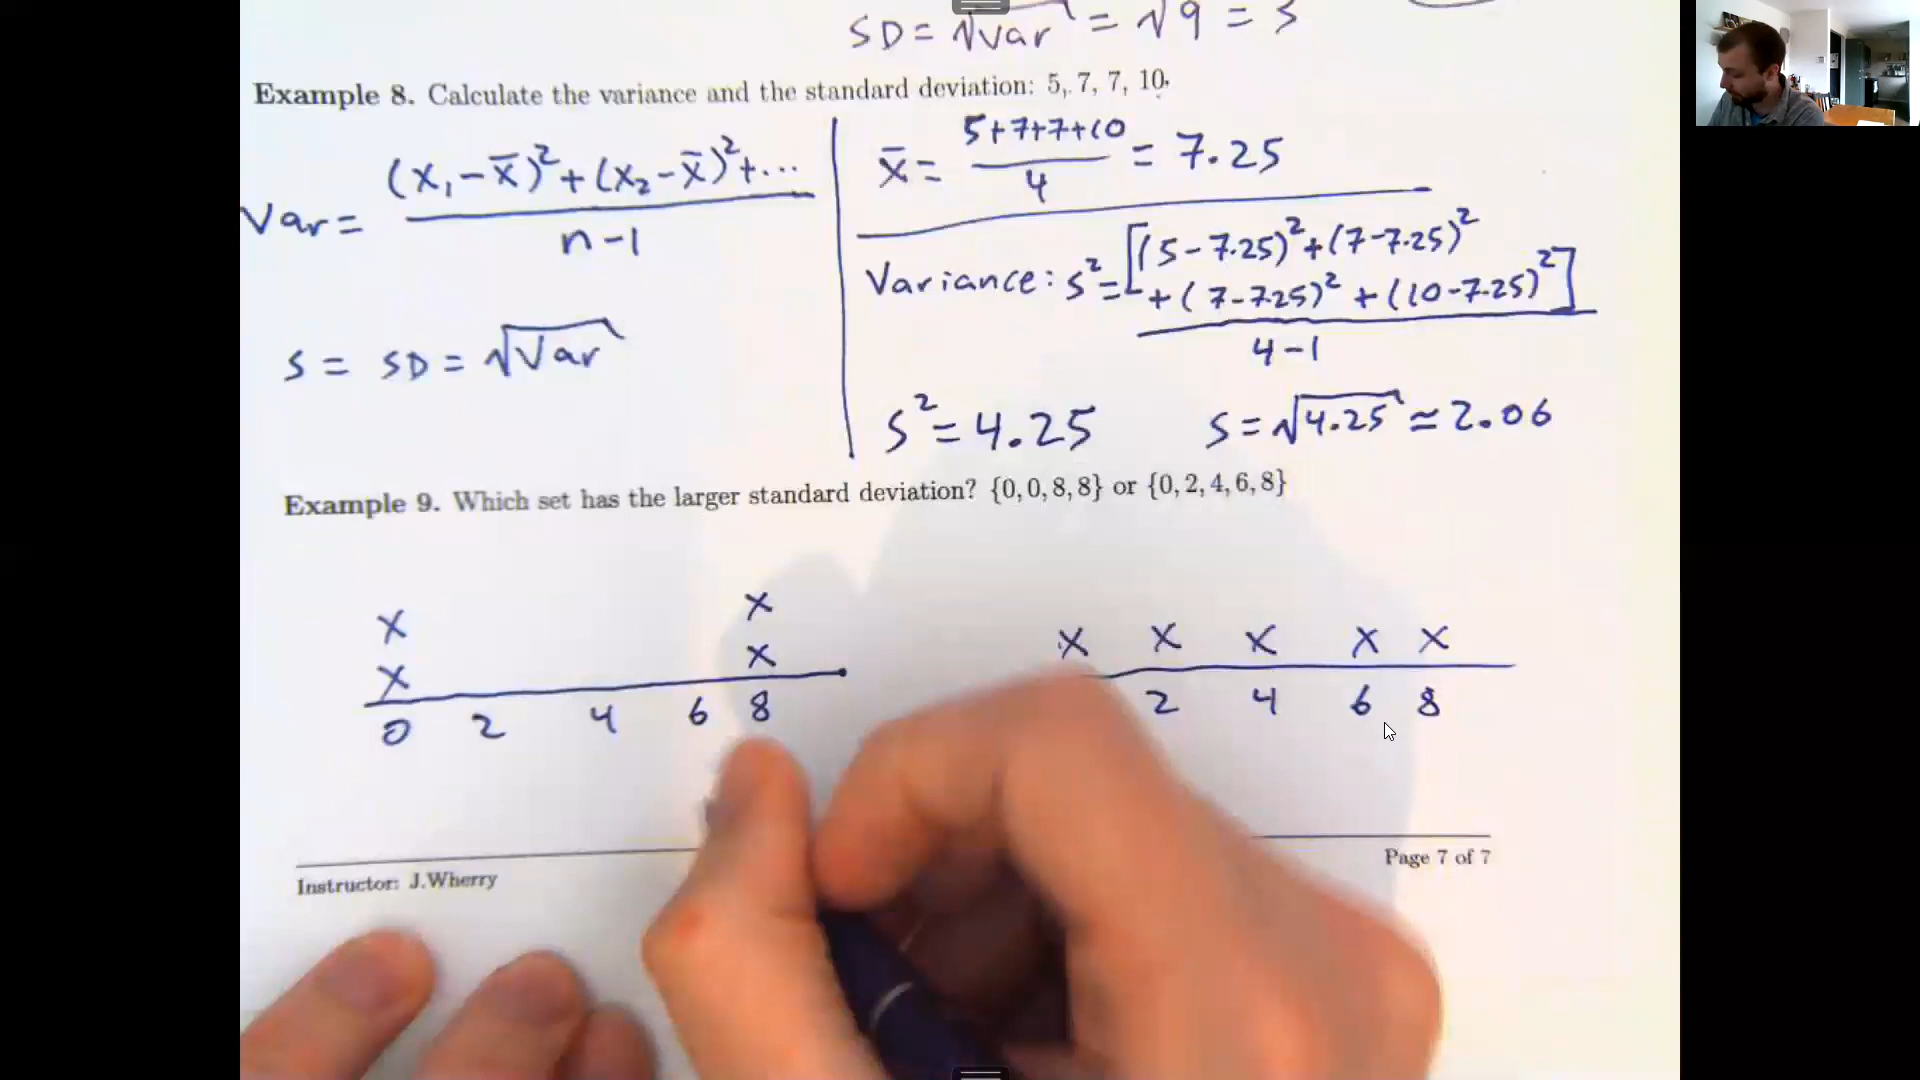 SD = √Var = √9 = 3
Example 8. Calculate the variance and the standard deviation: 5, 7, 7, 10.
Var = (x₁ - x̄)² + (x₂ - x̄)² + ... / n - 1
s = SD = √Var
x̄ = 5+7+7+10 / 4 = 7.25
Variance: s² = [(5 - 7.25)² + (7 - 7.25)²
+ (7 - 7.25)² + (10 - 7.25)²]
4 - 1
s² = 4.25
s = √4.25 ≃ 2.06
Example 9. Which set has the larger standard deviation? {0, 0, 8, 8} or {0, 2, 4, 6, 8}
x x
x x
0 2 4 6 8
x x x x x
2 4 6 8
Instructor: J.Wherry
Page 7 of 7